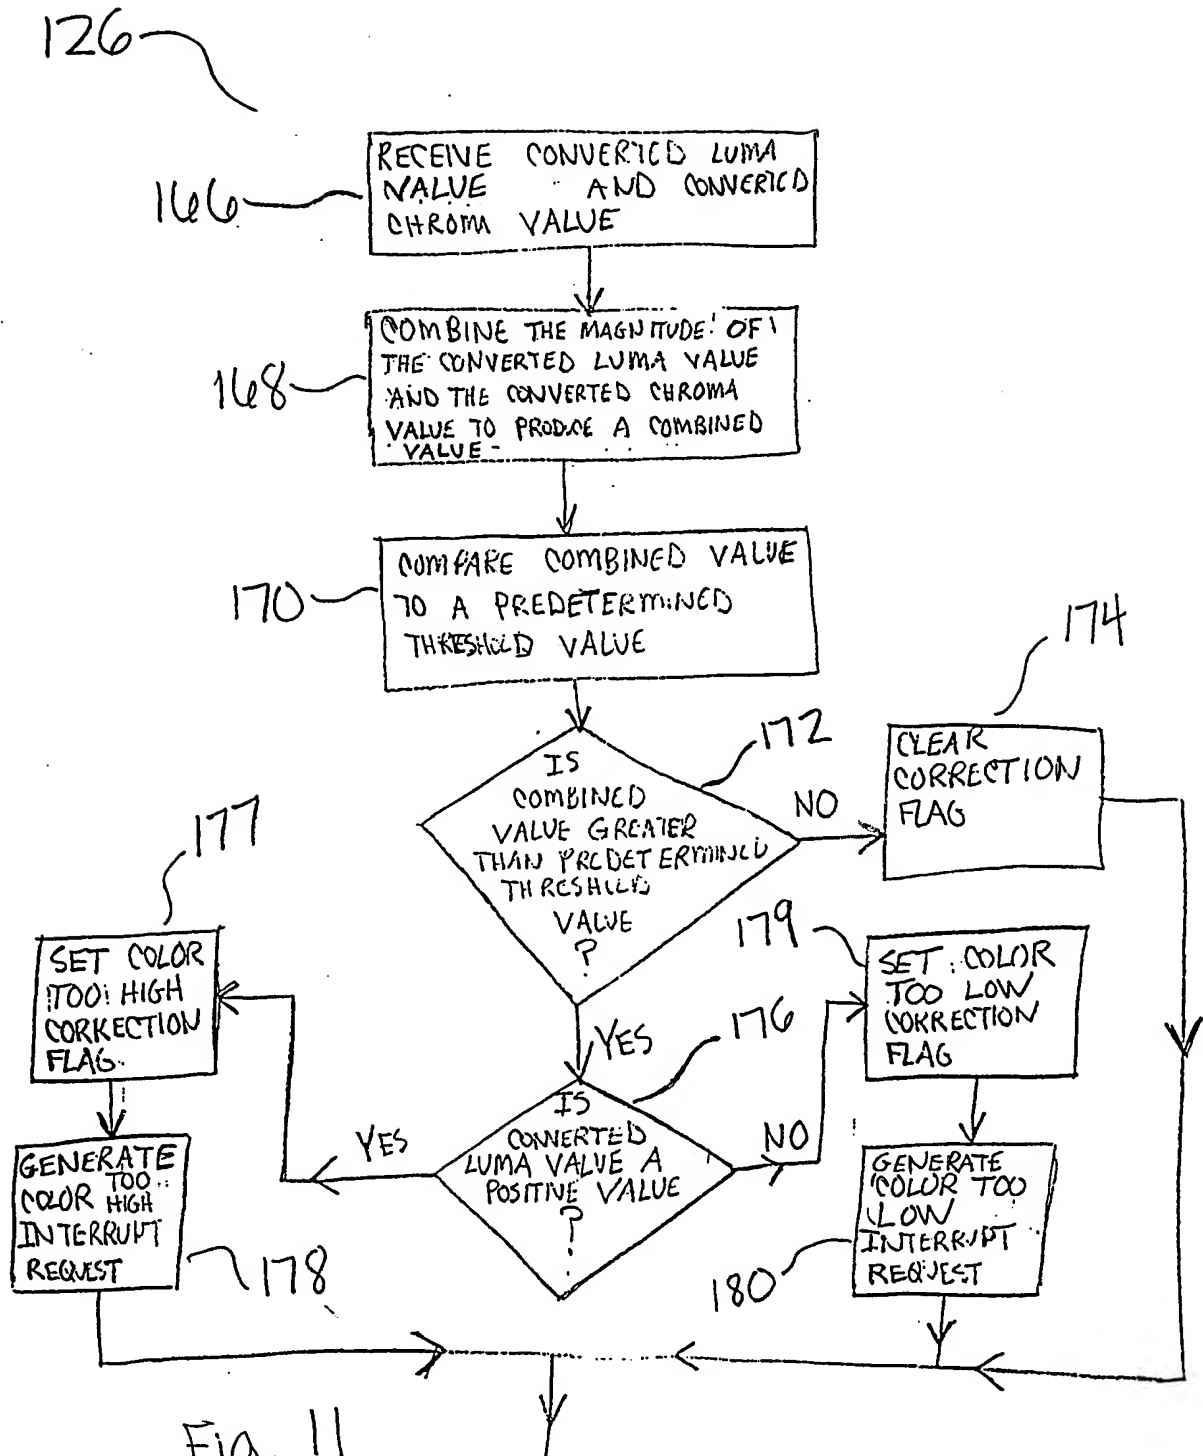 126
166
RECEIVE CONVERTED LUMA
VALUE AND CONVERTED
CHROMA VALUE
168
COMBINE THE MAGNITUDE OF
THE CONVERTED LUMA VALUE
AND THE CONVERTED CHROMA
VALUE TO PRODUCE A COMBINED
VALUE
170
COMPARE COMBINED VALUE
TO A PREDETERMINED
THRESHOLD VALUE
172
IS
COMBINED
VALUE GREATER
THAN PREDETERMINED
THRESHOLD
VALUE
?
NO
174
CLEAR
CORRECTION
FLAG
YES
176
IS
CONVERTED
LUMA VALUE A
POSITIVE VALUE
?
YES
NO
177
SET COLOR
TOO HIGH
CORRECTION
FLAG
GENERATE
COLOR TOO
HIGH
INTERRUPT
REQUEST
178
179
SET COLOR
TOO LOW
CORRECTION
FLAG
GENERATE
COLOR TOO
LOW
INTERRUPT
REQUEST
180
Fig. 11